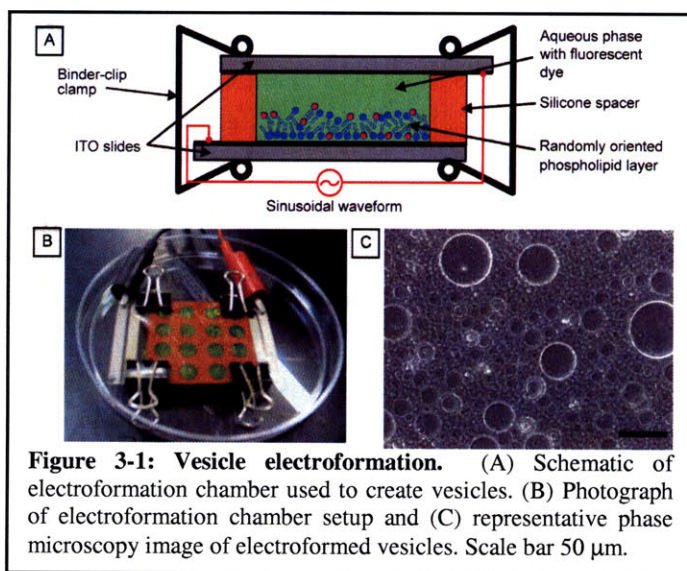 A
Binder-clip
clamp
ITO slides
Aqueous phase
with fluorescent
dye
Silicone spacer
Randomly oriented
phospholipid layer
Sinusoidal waveform
B
C
Figure 3-1: Vesicle electroformation. (A) Schematic of
electroformation chamber used to create vesicles. (B) Photograph
of electroformation chamber setup and (C) representative phase
microscopy image of electroformed vesicles. Scale bar 50 µm.